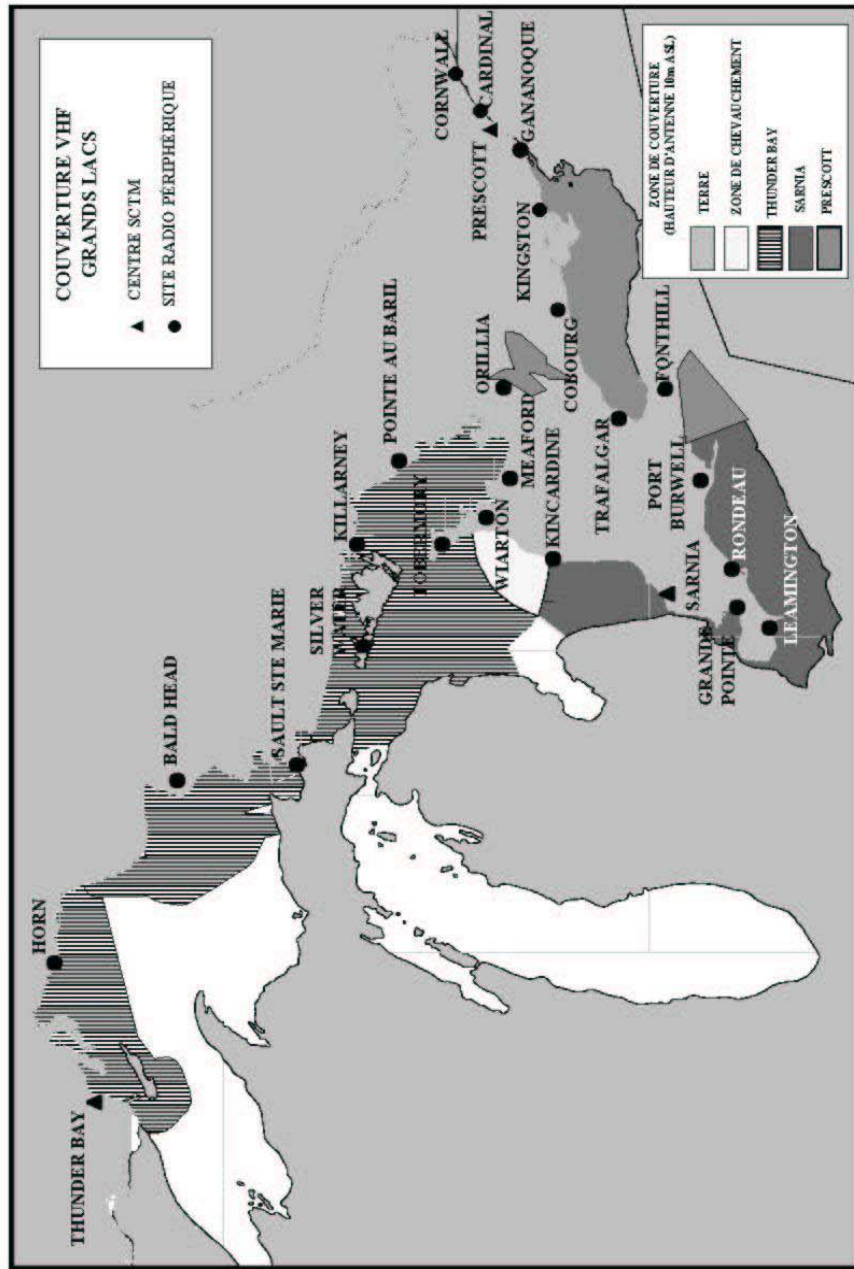 COUVERTURE VHF
GRANDS LACS
CENTRE SCTM
SITE RADIO PÉRIPHÉRIQUE
THUNDER BAY
HORN
BALD HEAD
SAULT STE MARIE
SILVER
WATER
KILLARNEY
POINTE AU BARIL
TOBERMORY
WIARTON
MEAFORD
ORILLIA
KINCARDINE
COBOURG
KINGSTON
PRESCOTT
CORNWALL
CARDINAL
GANANOQUE
TRAFALGAR
FONTHILL
PORT
BURWELL
SARNIA
RONDEAU
GRANDE
POINTE
LEAMINGTON
ZONE DE COUVERTURE
(HAUTEUR D'ANTENNE 10m ASL)
TERRE
ZONE DE CHEVAUCHEMENT
THUNDER BAY
SARNIA
PRESCOTT